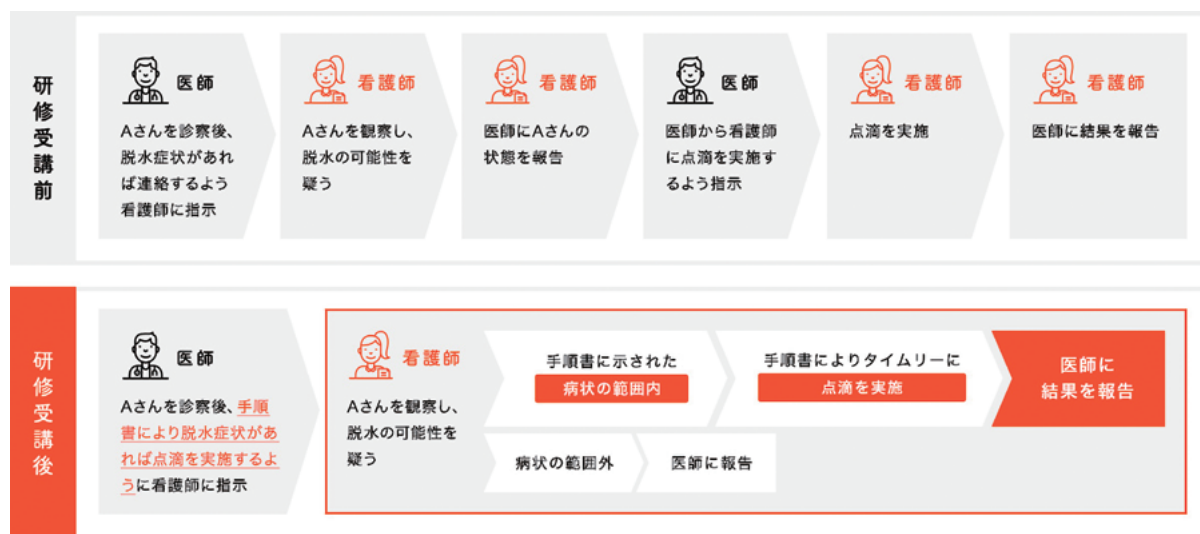 研修受講前
医師
Aさんを診察後、
脱水症状があれ
ば連絡するよう
看護師に指示
看護師
Aさんを観察し、
脱水の可能性を
疑う
看護師
医師にAさんの
状態を報告
医師
医師から看護師
に点滴を実施す
るよう指示
看護師
点滴を実施
看護師
医師に結果を報告
研修受講後
医師
Aさんを診察後、手順
書により脱水症状があ
れば点滴を実施するよ
うに看護師に指示
看護師
Aさんを観察し、
脱水の可能性を
疑う
手順書に示された
病状の範囲内
手順書によりタイムリーに
点滴を実施
医師に
結果を報告
病状の範囲外
医師に報告